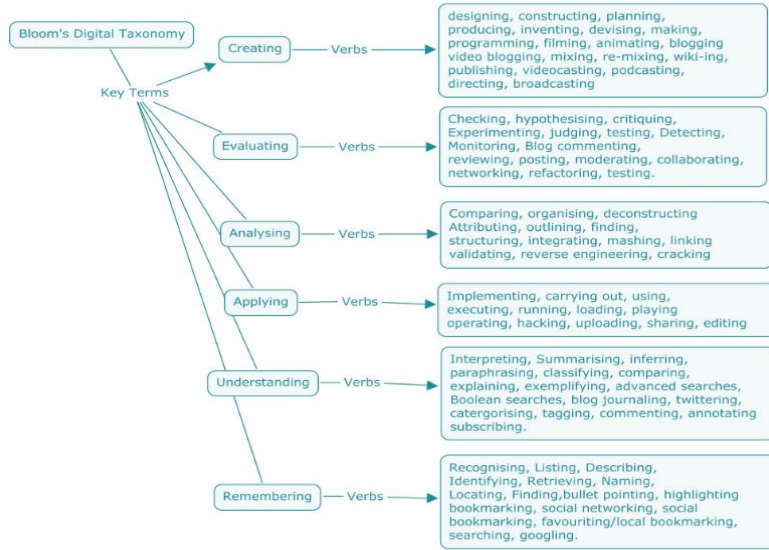 Bloom's Digital Taxonomy
Key Terms
Creating
Verbs
designing, constructing, planning,
producing, inventing, devising, making,
programming, filming, animating, blogging
video blogging, mixing, re-mixing, wiki-ing,
publishing, videocasting, podcasting,
directing, broadcasting
Evaluating
Verbs
Checking, hypothesising, critiquing,
Experimenting, judging, testing, Detecting,
Monitoring, Blog commenting,
reviewing, posting, moderating, collaborating,
networking, refactoring, testing.
Analysing
Verbs
Comparing, organising, deconstructing
Attributing, outlining, finding,
structuring, integrating, mashing, linking
validating, reverse engineering, cracking
Applying
Verbs
Implementing, carrying out, using,
executing, running, loading, playing
operating, hacking, uploading, sharing, editing
Understanding
Verbs
Interpreting, Summarising, inferring,
paraphrasing, classifying, comparing,
explaining, exemplifying, advanced searches,
Boolean searches, blog journaling, twittering,
catergorising, tagging, commenting, annotating
subscribing.
Remembering
Verbs
Recognising, Listing, Describing,
Identifying, Retrieving, Naming,
Locating, Finding,bullet pointing, highlighting
bookmarking, social networking, social
bookmarking, favouriting/local bookmarking,
searching, googling.